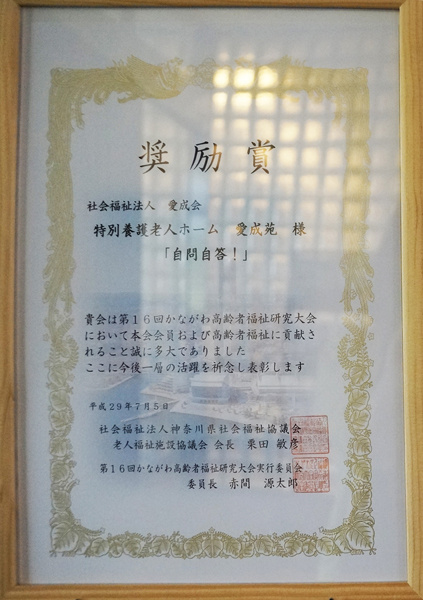 奨励賞
社会福祉法人　愛成会
特別養護老人ホーム　愛成苑　様
「自問自答！」
貴会は第１６回かながわ高齢者福祉研究大会
において本会会員および高齢者福祉に貢献さ
れること誠に多大でありました
ここに今後一層の活躍を祈念し表彰します
平成２９年７月５日
社会福祉法人神奈川県社会福祉協議会
老人福祉施設協議会 会長　栗田 敏彦
第１６回かながわ高齢者福祉研究大会実行委員会
委員長　赤間　源太郎